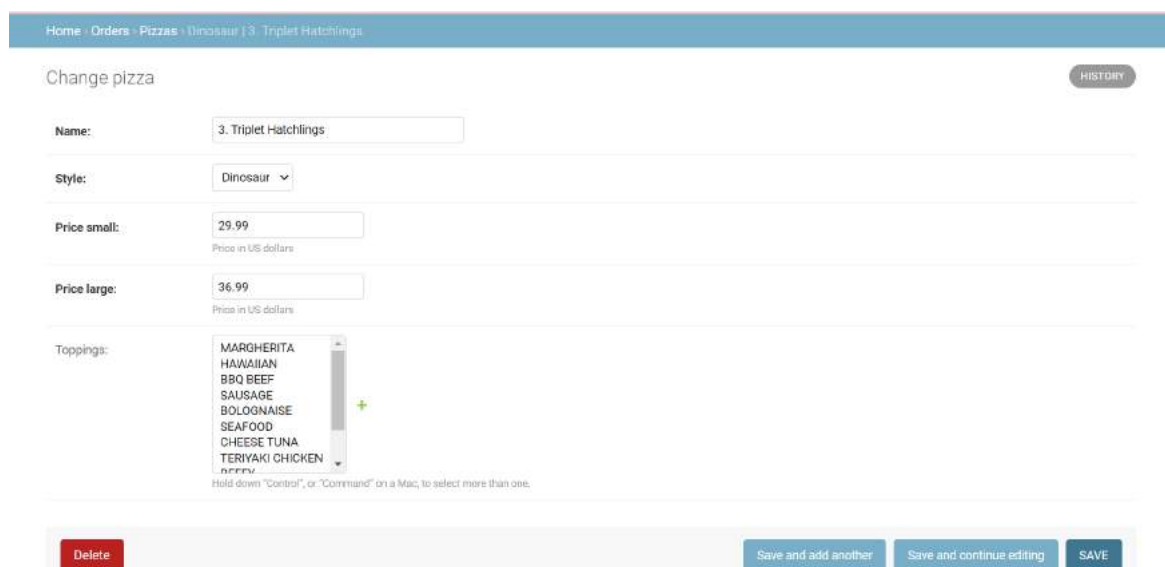 Home › Orders › Pizzas › Dinosaur | 3. Triplet Hatchlings
Change pizza
HISTORY
Name:
3. Triplet Hatchlings
Style:
Dinosaur
Price small:
29.99
Price in US dollars
Price large:
36.99
Price in US dollars
Toppings:
MARGHERITA
HAWAIIAN
BBQ BEEF
SAUSAGE
BOLOGNAISE
SEAFOOD
CHEESE TUNA
TERIYAKI CHICKEN
Hold down "Control", or "Command" on a Mac, to select more than one.
Delete
Save and add another
Save and continue editing
SAVE